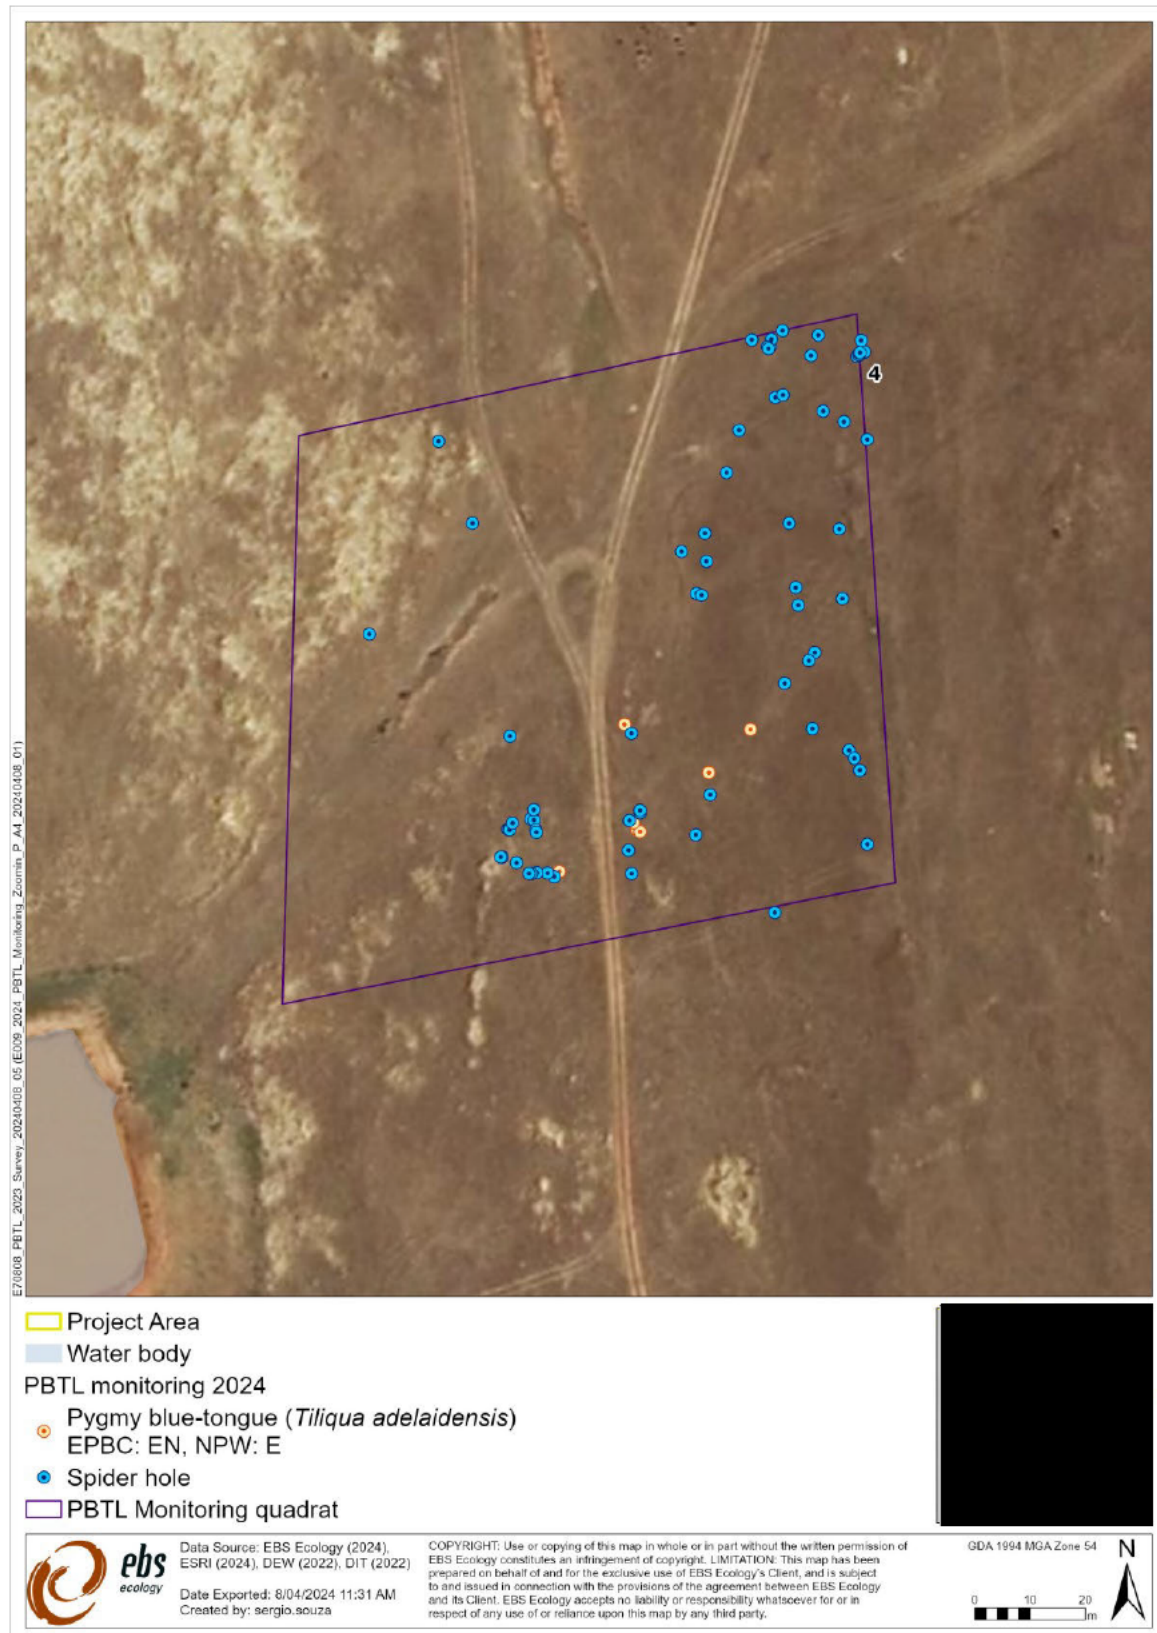 4
E70808_PBTL_2023_Survey_20240408_05 (E009_2024_PBTL_Monitoring_Zoomin_P_A4_20240408_01)
Project Area
Water body
PBTL monitoring 2024
Pygmy blue-tongue (Tiliqua adelaidensis)
EPBC: EN, NPW: E
Spider hole
PBTL Monitoring quadrat
ebs
ecology
Data Source: EBS Ecology (2024),
ESRI (2024), DEW (2022), DIT (2022)
Date Exported: 8/04/2024 11:31 AM
Created by: sergio.souza
COPYRIGHT: Use or copying of this map in whole or in part without the written permission of
EBS Ecology constitutes an infringement of copyright. LIMITATION: This map has been
prepared on behalf of and for the exclusive use of EBS Ecology's Client, and is subject
to and issued in connection with the provisions of the agreement between EBS Ecology
and its Client. EBS Ecology accepts no liability or responsibility whatsoever for or in
respect of any use of or reliance upon this map by any third party.
GDA 1994 MGA Zone 54
N
0 10 20
m